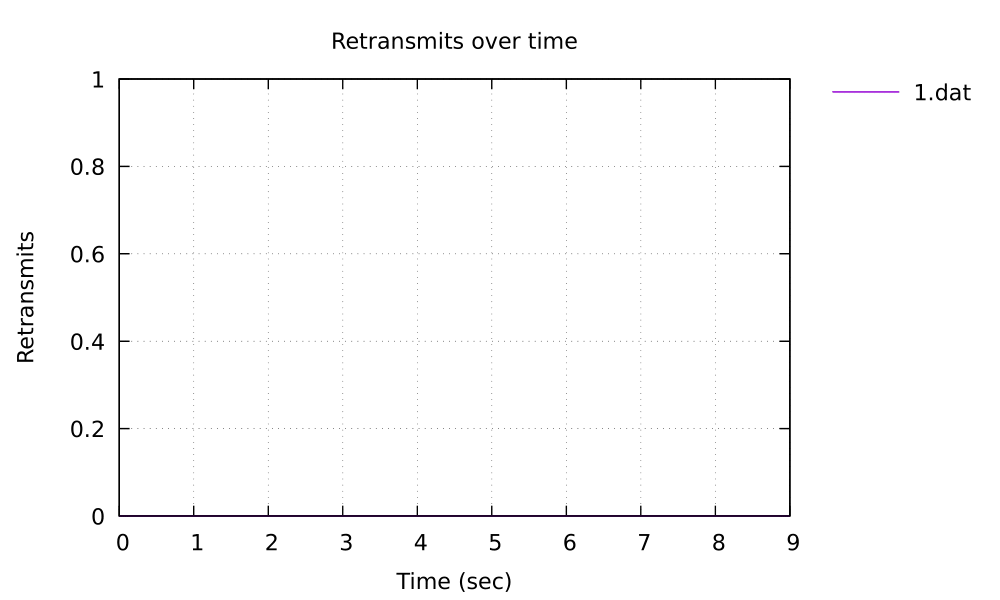 Retransmits over time
1
1.dat
0.8
0.6
Retransmits
0.4
0.2
0
0 1 2 3 4 5 6 7 8 9
Time (sec)